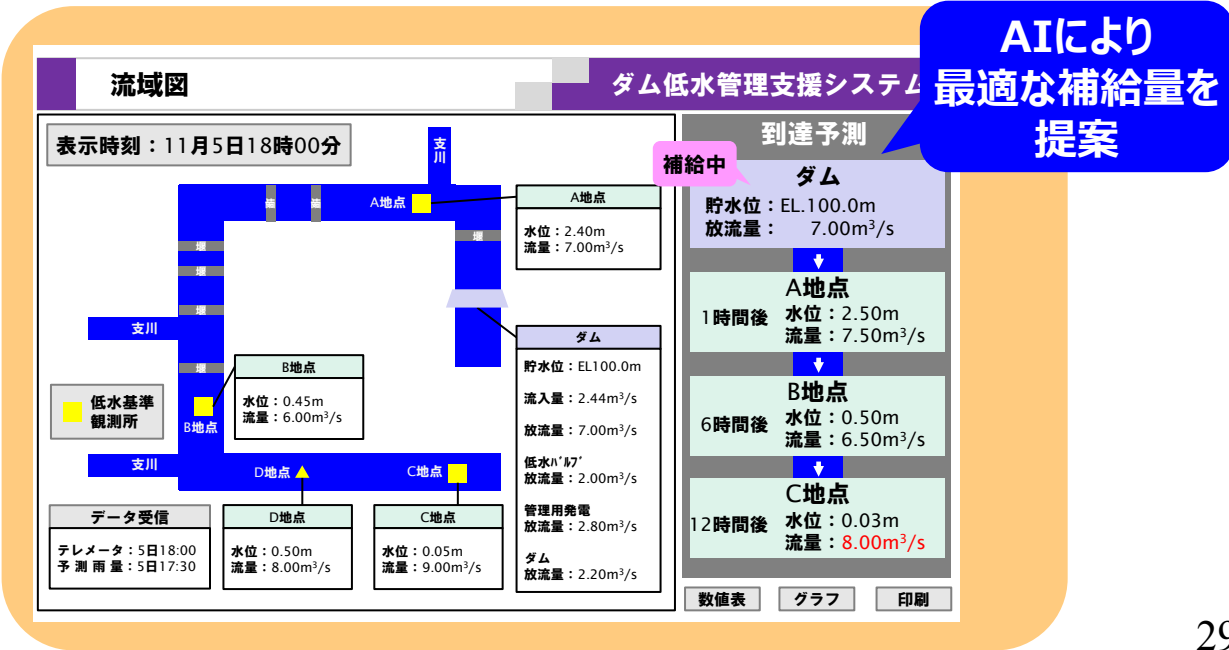 AIにより
最適な補給量を
提案
流域図
ダム低水管理支援システム
表示時刻：11月5日18時00分
支川
堰
堰
A地点
堰
堰
堰
堰
堰
支川
B地点
支川
D地点
C地点
低水基準
観測所
A地点
水位：2.40m
流量：7.00m³/s
B地点
水位：0.45m
流量：6.00m³/s
ダム
貯水位：EL100.0m
流入量：2.44m³/s
放流量：7.00m³/s
低水ﾊﾞﾙﾌﾞ
放流量：2.00m³/s
管理用発電
放流量：2.80m³/s
ダム
放流量：2.20m³/s
データ受信
テレメータ：5日18:00
予測雨量：5日17:30
D地点
水位：0.50m
流量：8.00m³/s
C地点
水位：0.05m
流量：9.00m³/s
到達予測
補給中
ダム
貯水位：EL.100.0m
放流量： 7.00m³/s
A地点
1時間後
水位：2.50m
流量：7.50m³/s
B地点
6時間後
水位：0.50m
流量：6.50m³/s
C地点
12時間後
水位：0.03m
流量：8.00m³/s
数値表
グラフ
印刷
29